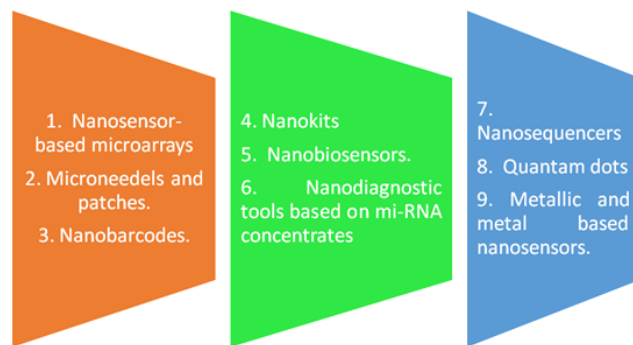 1. Nanosensor-
based microarrays
2. Microneedels and
patches.
3. Nanobarcodes.
4. Nanokits
5. Nanobiosensors.
6. Nanodiagnostic
tools based on mi-RNA
concentrates
7.
Nanosequencers
8. Quantam dots
9. Metallic and
metal based
nanosensors.